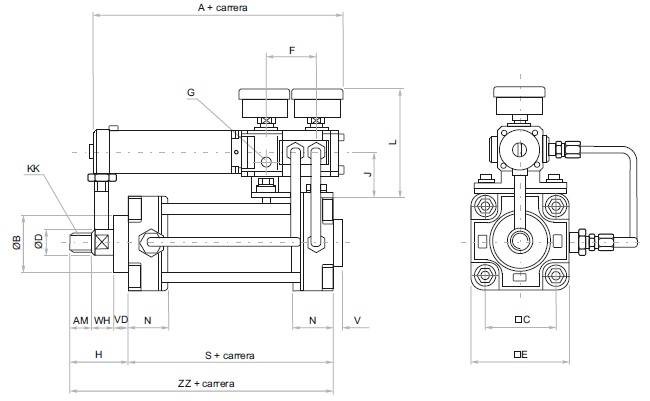 A + carrera
F
G
L
J
KK
ØB
ØD
AM
WH
VD
N
N
V
H
S + carrera
ZZ + carrera
□C
□E